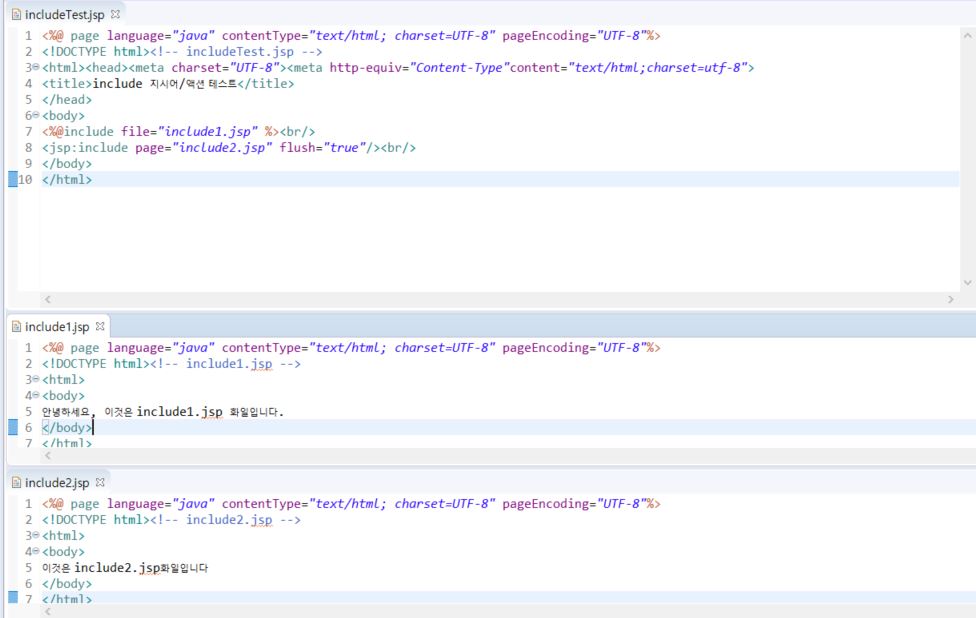 includeTest.jsp
1 <%@ page language="java" contentType="text/html; charset=UTF-8" pageEncoding="UTF-8"%>
2 <!DOCTYPE html><!-- includeTest.jsp -->
3 <html><head><meta charset="UTF-8"><meta http-equiv="Content-Type"content="text/html;charset=utf-8">
4 <title>include 지시어/액션 테스트</title>
5 </head>
6 <body>
7 <%@include file="include1.jsp" %><br/>
8 <jsp:include page="include2.jsp" flush="true"/><br/>
9 </body>
10 </html>
include1.jsp
1 <%@ page language="java" contentType="text/html; charset=UTF-8" pageEncoding="UTF-8"%>
2 <!DOCTYPE html><!-- include1.jsp -->
3 <html>
4 <body>
5 안녕하세요, 이것은 include1.jsp 화일입니다.
6 </body>
7 </html>
include2.jsp
1 <%@ page language="java" contentType="text/html; charset=UTF-8" pageEncoding="UTF-8"%>
2 <!DOCTYPE html><!-- include2.jsp -->
3 <html>
4 <body>
5 이것은 include2.jsp화일입니다
6 </body>
7 </html>